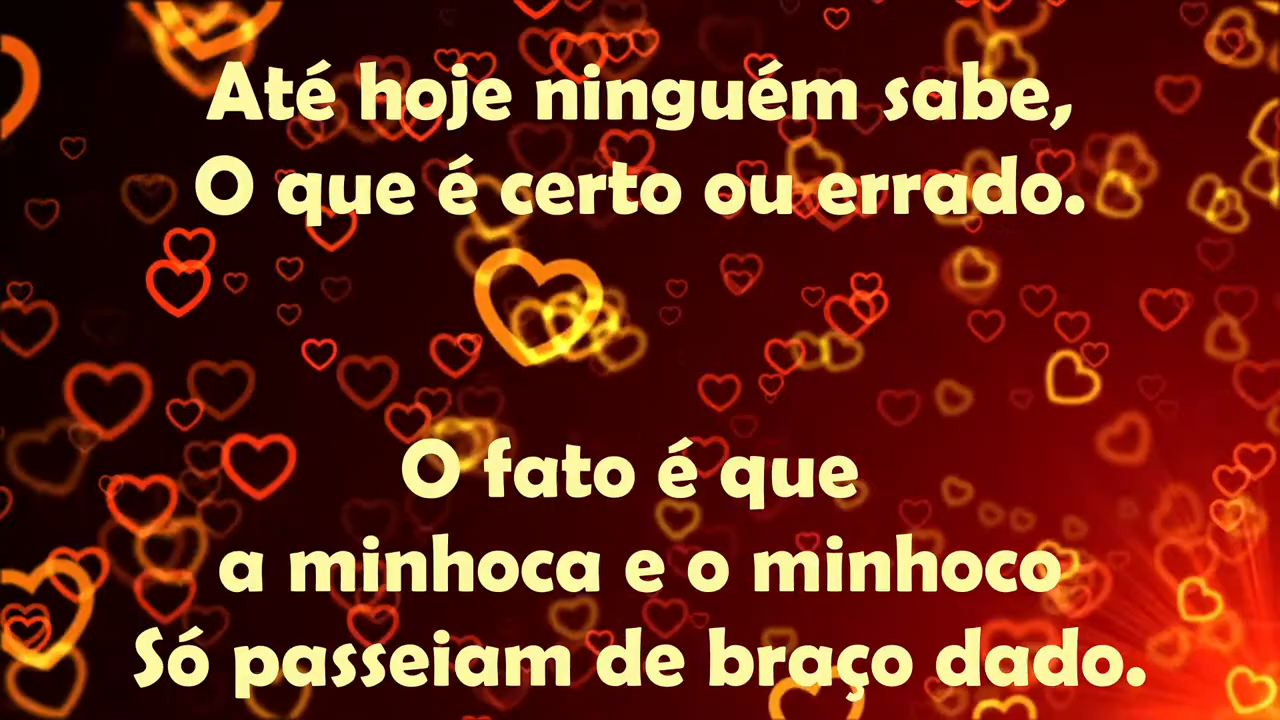 Até hoje ninguém sabe,
O que é certo ou errado.
O fato é que
a minhoca e o minhoco
Só passeiam de braço dado.